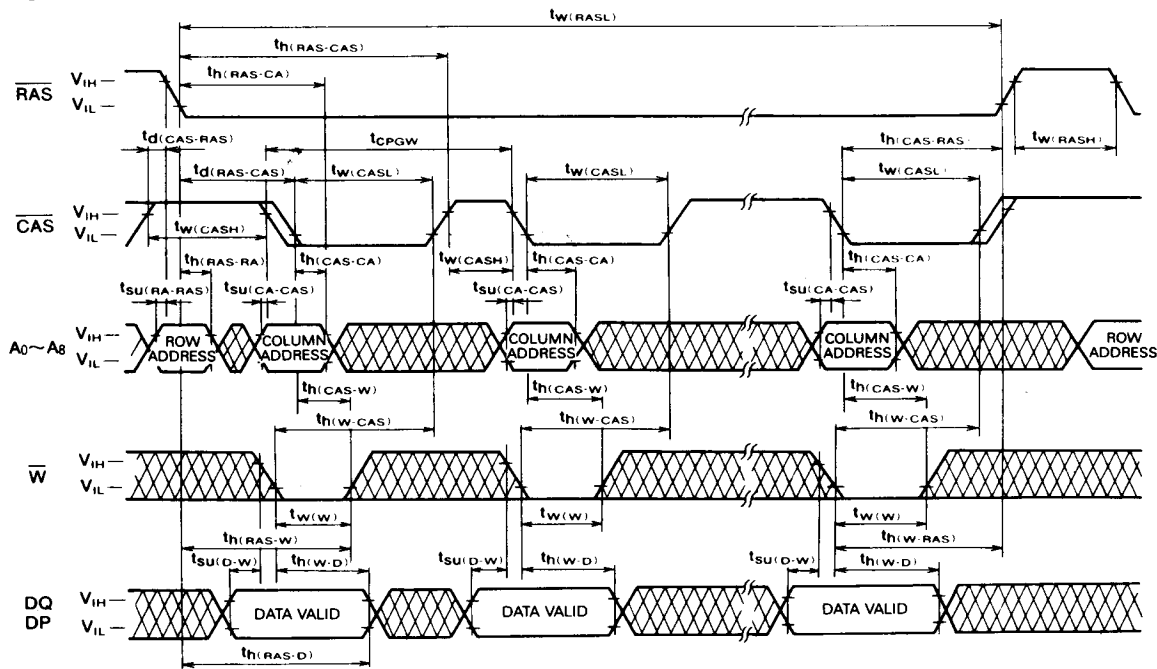 tw(RASL)
th(RAS-CAS)
th(RAS-CA)
RAS
VIH
VIL
td(CAS-RAS)
tCPGW
th(CAS-RAS
tw(RASH)
td(RAS-CAS)
tw(CASL)
tw(CASL)
tw(CASL)
CAS
VIH
VIL
tw(CASH)
th(RAS-RA)
th(CAS-CA)
tw(CASH)
th(CAS-CA)
th(CAS-CA)
tsu(RA-RAS)
tsu(CA-CAS)
tsu(CA-CAS)
tsu(CA-CAS)
A0~A8
VIH
VIL
ROW ADDRESS
COLUMN ADDRESS
COLUMN ADDRESS
COLUMN ADDRESS
ROW ADDRESS
th(CAS-W)
th(CAS-W)
th(CAS-W)
th(W-CAS)
th(W-CAS)
th(W-CAS)
W
VIH
VIL
tw(W)
tw(W)
tw(W)
th(RAS-W)
th(W-RAS)
tsu(D-W)
th(W-D)
tsu(D-W)
th(W-D)
tsu(D-W)
th(W-D)
DQ
DP
VIH
VIL
DATA VALID
DATA VALID
DATA VALID
th(RAS-D)